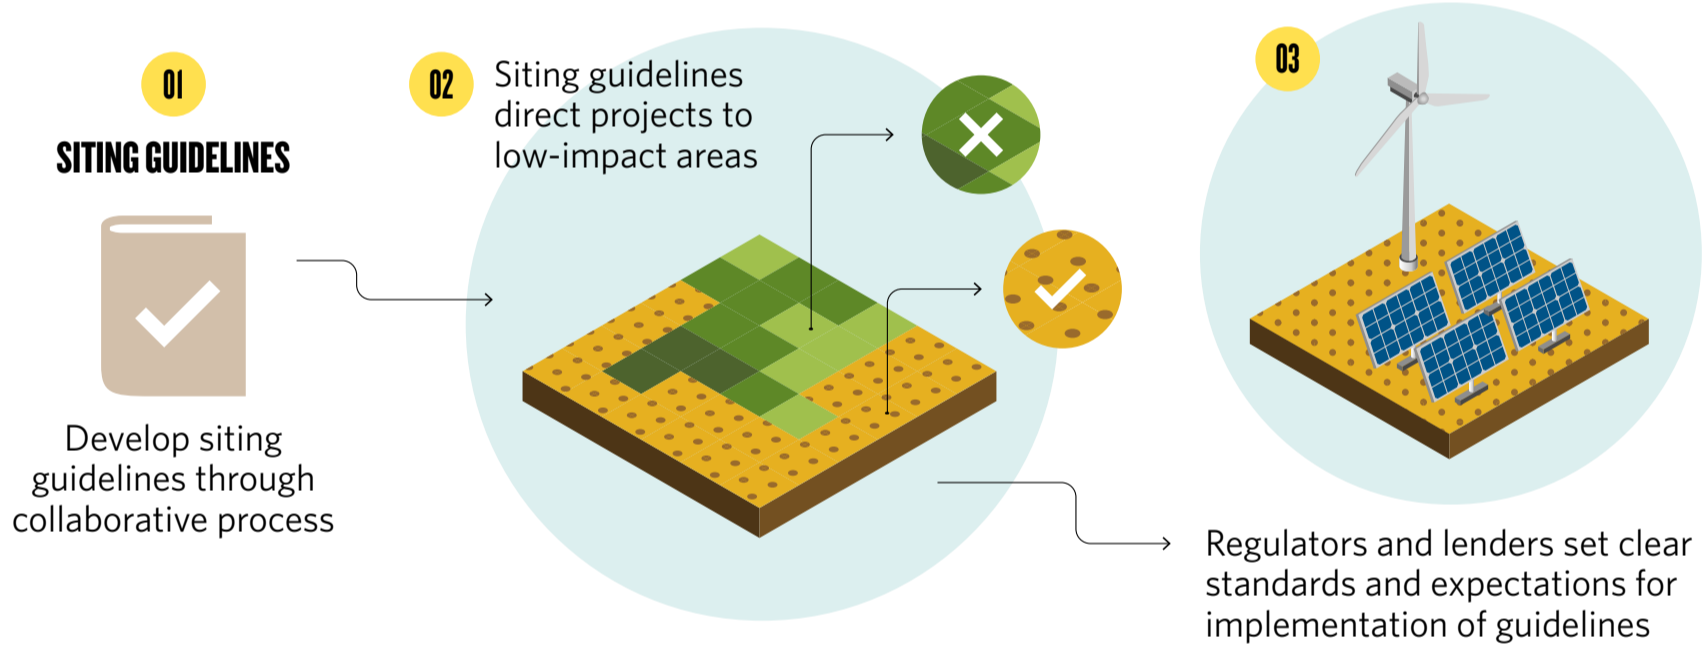 01
SITING GUIDELINES
Develop siting
guidelines through
collaborative process
02
Siting guidelines
direct projects to
low-impact areas
03
Regulators and lenders set clear
standards and expectations for
implementation of guidelines